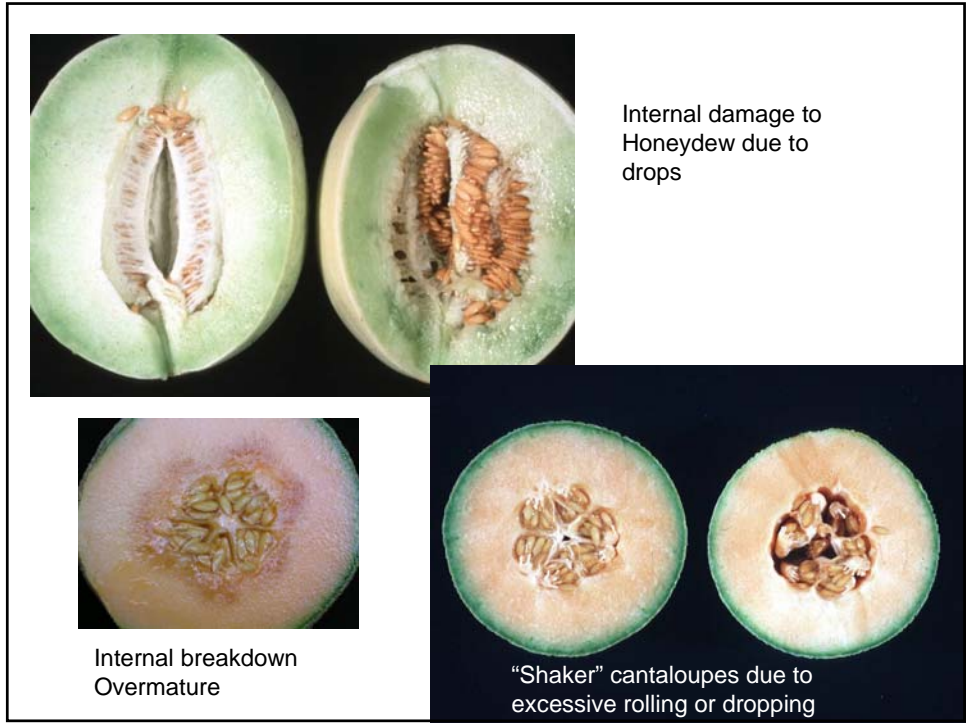 Internal damage to
Honeydew due to
drops
Internal breakdown
Overmature
“Shaker” cantaloupes due to
excessive rolling or dropping